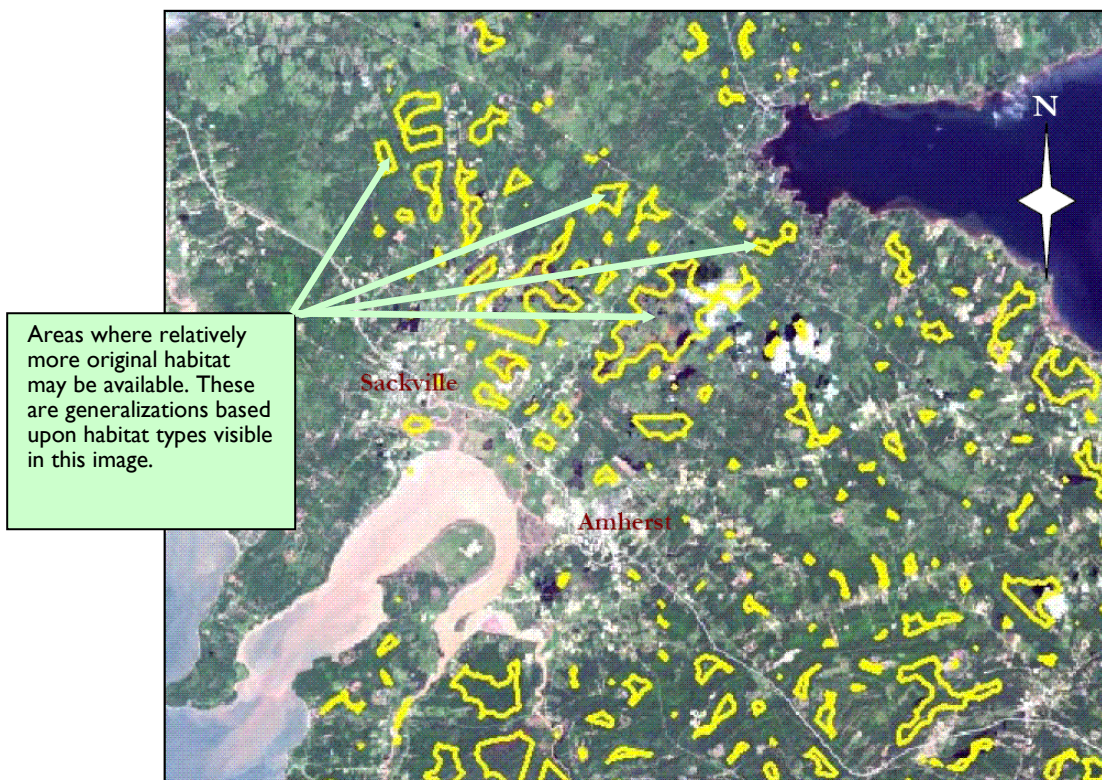 N
Areas where relatively
more original habitat
may be available. These
are generalizations based
upon habitat types visible
in this image.
Sackville
Amherst